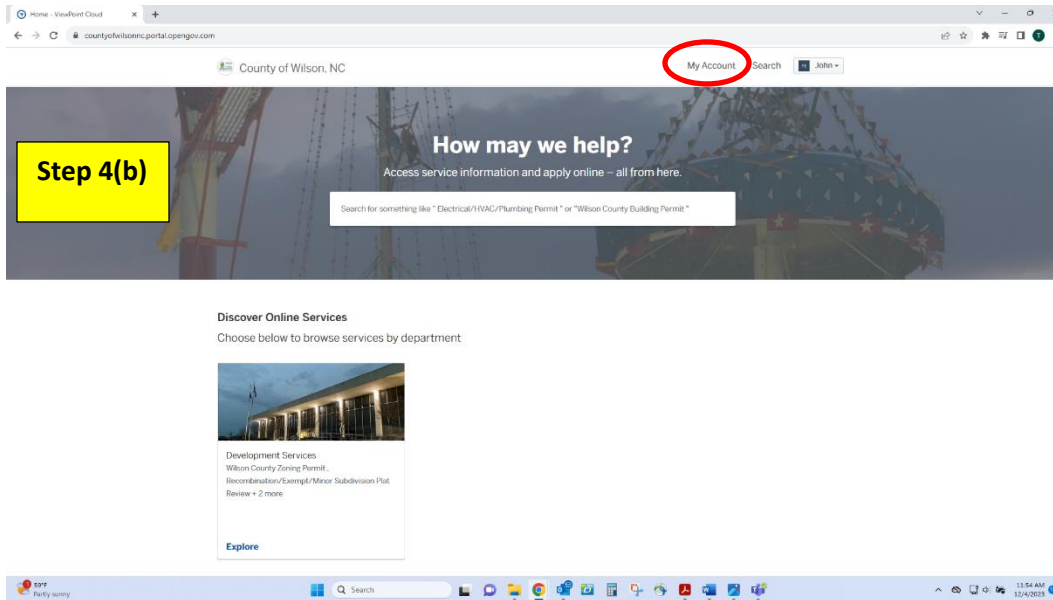 Home - ViewPoint Cloud
countyofwilsonnc.portal.opengov.com
County of Wilson, NC
My Account
Search
John
Step 4(b)
How may we help?
Access service information and apply online – all from here.
Search for something like " Electrical/HVAC/Plumbing Permit " or "Wilson County Building Permit "
Discover Online Services
Choose below to browse services by department
Development Services
Wilson County Zoning Permit ,
Recombination/Exempt/Minor Subdivision Plat
Review + 2 more
Explore
59°F
Partly sunny
Search
11:54 AM
12/4/2023